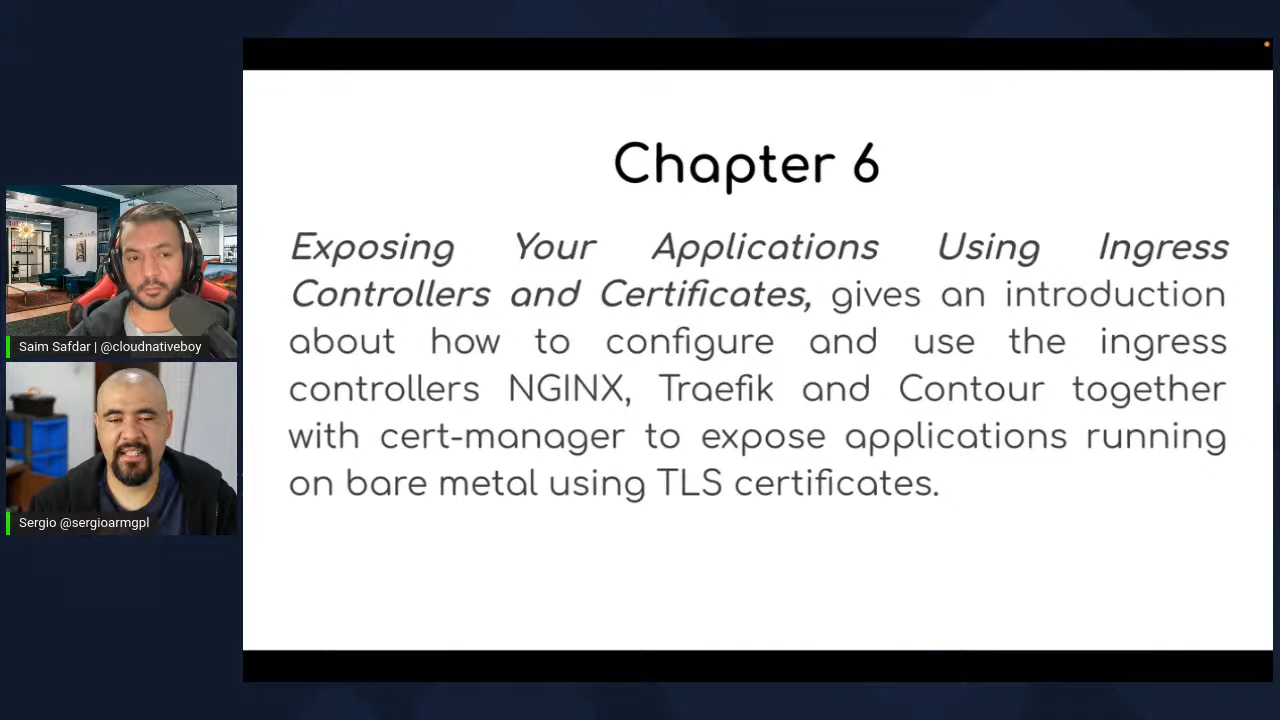 Chapter 6
Exposing Your Applications Using Ingress
Controllers and Certificates, gives an introduction
about how to configure and use the ingress
controllers NGINX, Traefik and Contour together
with cert-manager to expose applications running
on bare metal using TLS certificates.
Saim Safdar | @cloudnativeboy
Sergio @sergioarmgpl